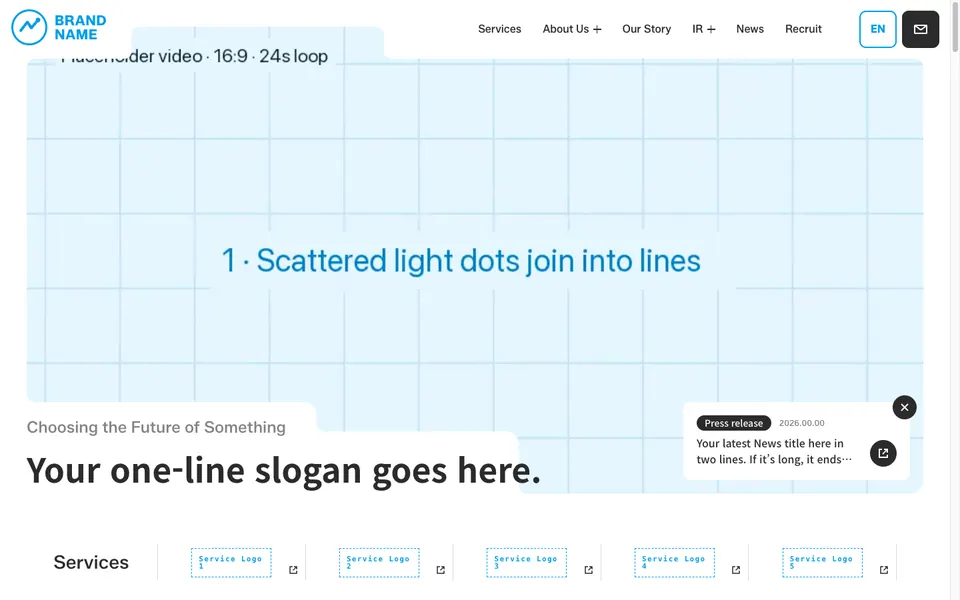 BRAND
NAME
Services
About Us
Our Story
IR
News
Recruit
EN
Placeholder video · 16:9 · 24s loop
1 · Scattered light dots join into lines
Choosing the Future of Something
Your one-line slogan goes here.
Press release
2026.00.00
Your latest News title here in
two lines. If it's long, it ends⋯
Services
Service Logo
1
Service Logo
2
Service Logo
3
Service Logo
4
Service Logo
5